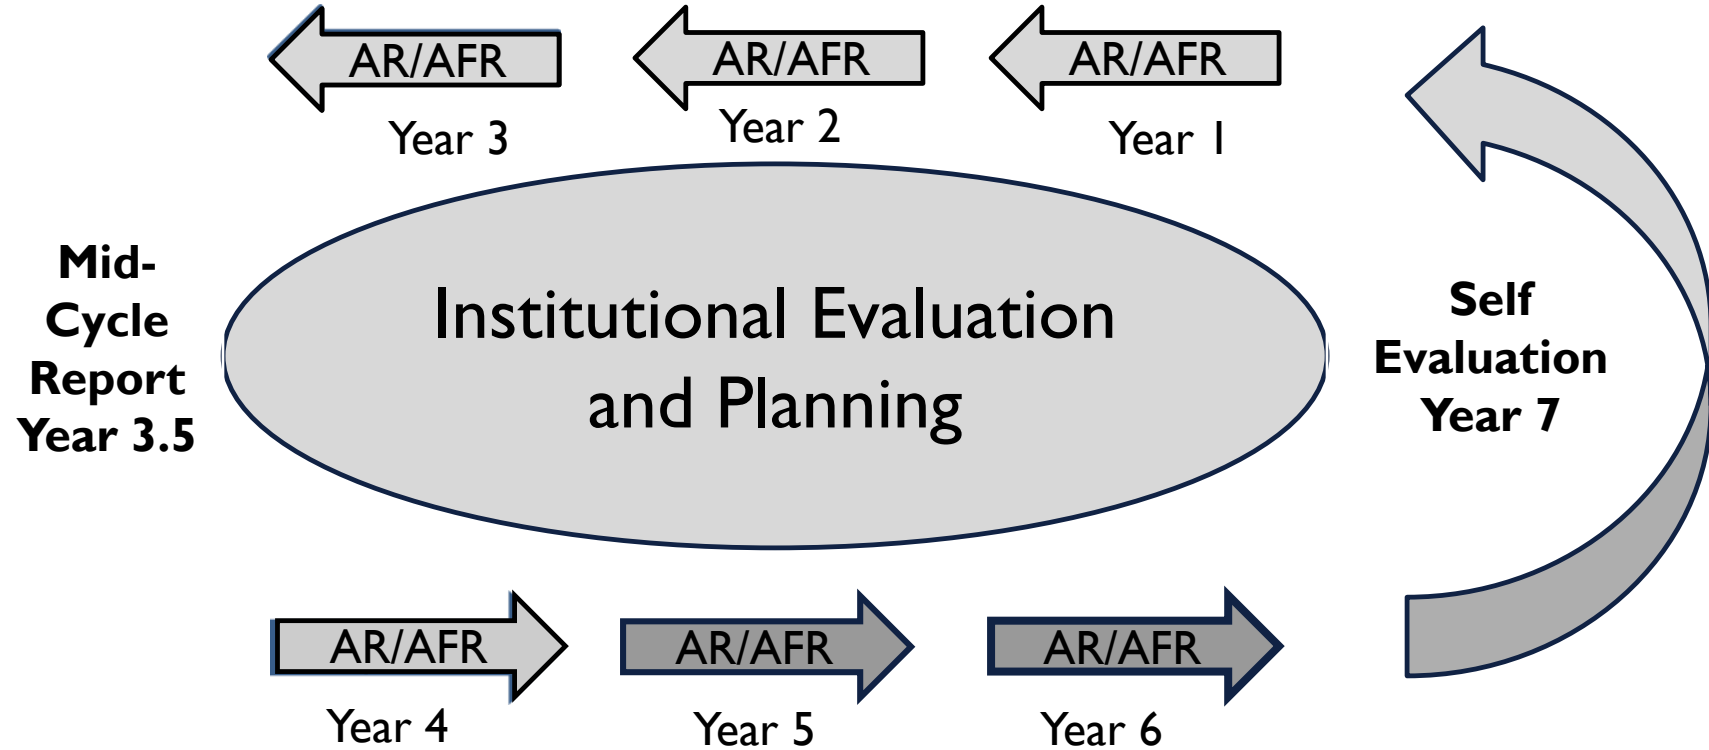 AR/AFR
AR/AFR
AR/AFR
Year 3
Year 2
Year 1
Mid-
Cycle
Report
Year 3.5
Institutional Evaluation
and Planning
Self
Evaluation
Year 7
AR/AFR
AR/AFR
AR/AFR
Year 4
Year 5
Year 6